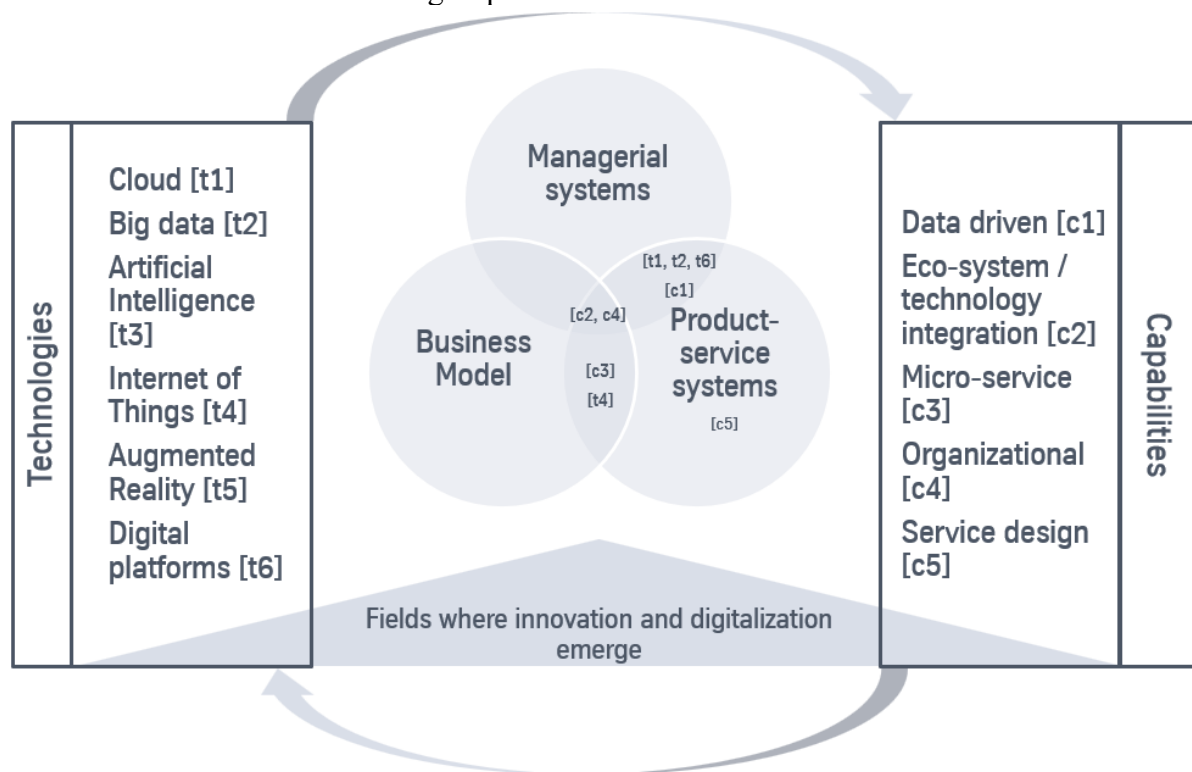 Technologies
Cloud [t1]
Big data [t2]
Artificial
Intelligence
[t3]
Internet of
Things [t4]
Augmented
Reality [t5]
Digital
platforms [t6]
Managerial
systems
[t1, t2, t6]
[c1]
[c2, c4]
Business
Model
Product-
service
systems
[c3]
[t4]
[c5]
Data driven [c1]
Eco-system /
technology
integration [c2]
Micro-service
[c3]
Organizational
[c4]
Service design
[c5]
Capabilities
Fields where innovation and digitalization
emerge